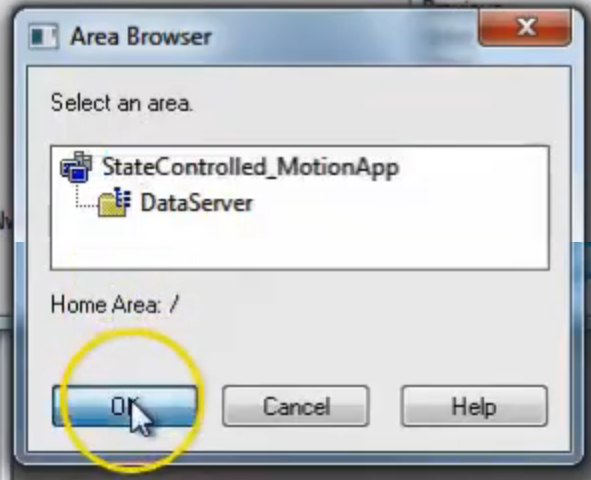 Area Browser
Select an area.
StateControlled_MotionApp
DataServer
Home Area: /
OK
Cancel
Help